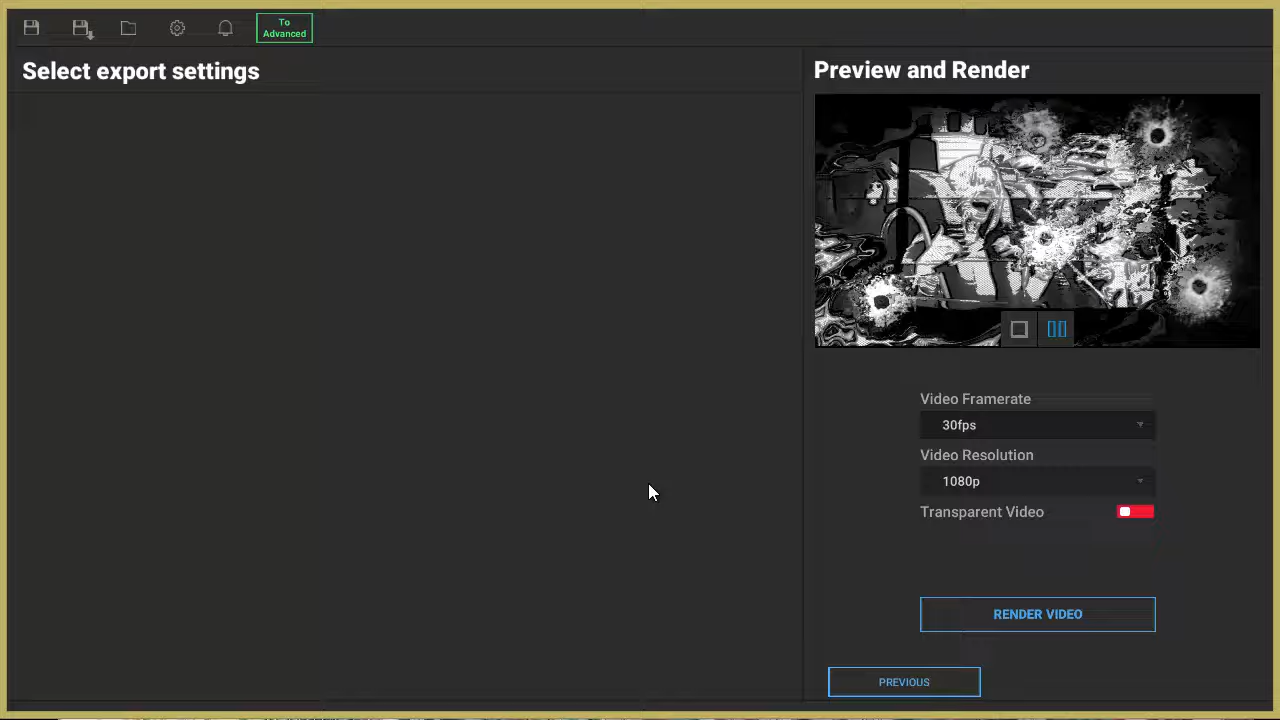 To
Advanced
Select export settings
Preview and Render
Video Framerate
30fps
Video Resolution
1080p
Transparent Video
RENDER VIDEO
PREVIOUS